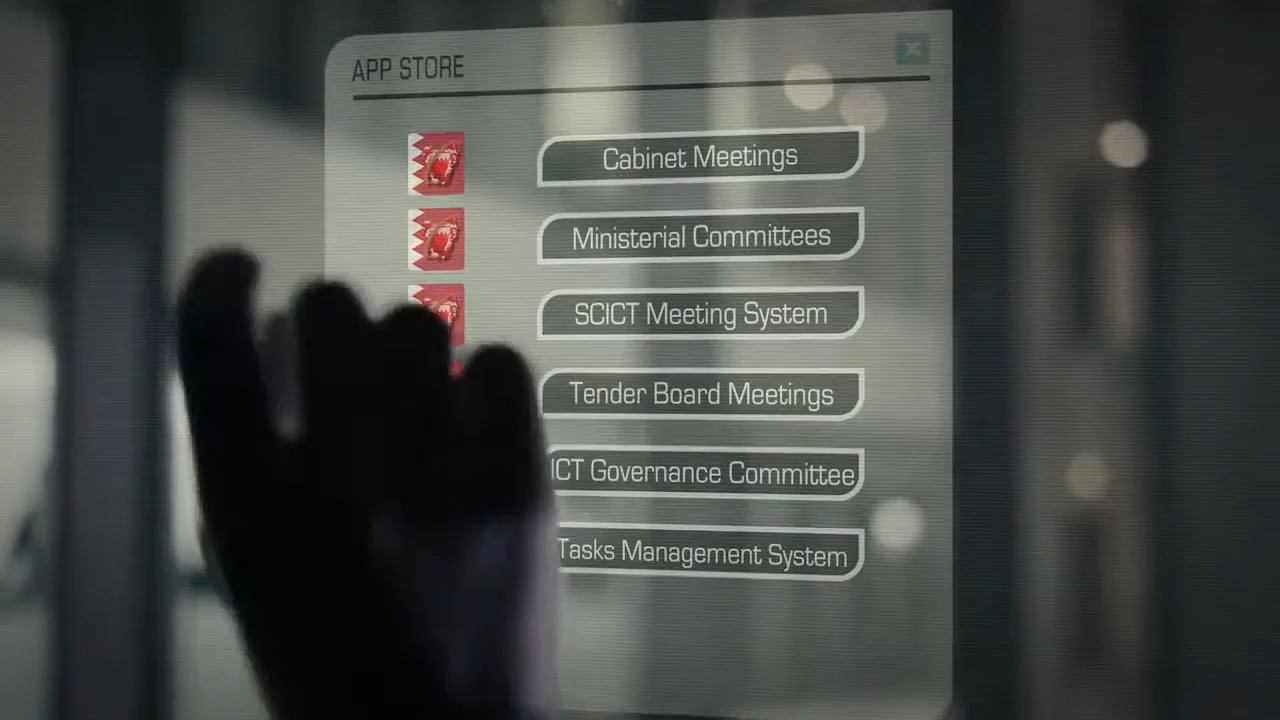 APP STORE
Cabinet Meetings
Ministerial Committees
SCICT Meeting System
Tender Board Meetings
ICT Governance Committee
Tasks Management System